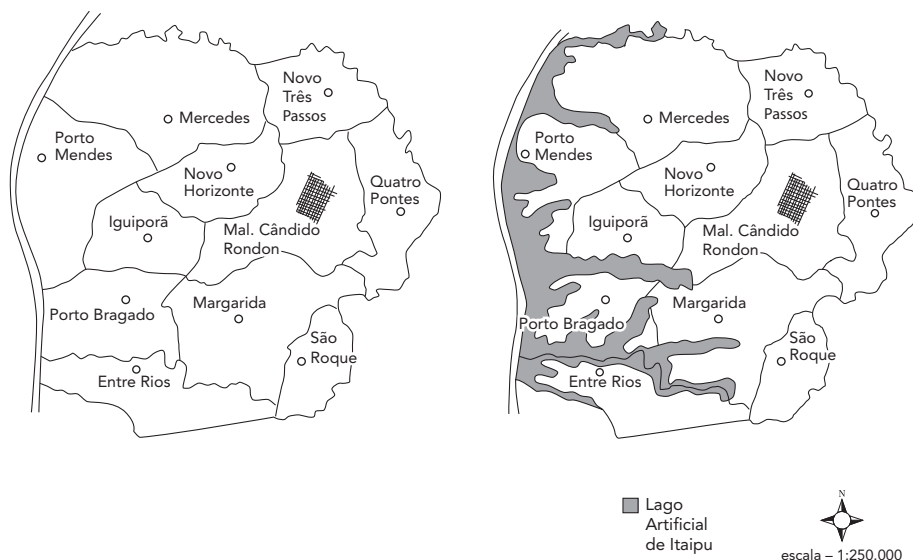 Novo
Três
Passos
Mercedes
Porto
Mendes
Novo
Horizonte
Quatro
Pontes
Iguiporã
Mal. Cândido
Rondon
Margarida
Porto Bragado
São
Roque
Entre Rios
Novo
Três
Passos
Mercedes
Porto
Mendes
Novo
Horizonte
Quatro
Pontes
Iguiporã
Mal. Cândido
Rondon
Margarida
Porto Bragado
São
Roque
Entre Rios
Lago
Artificial
de Itaipu
N
escala – 1:250.000